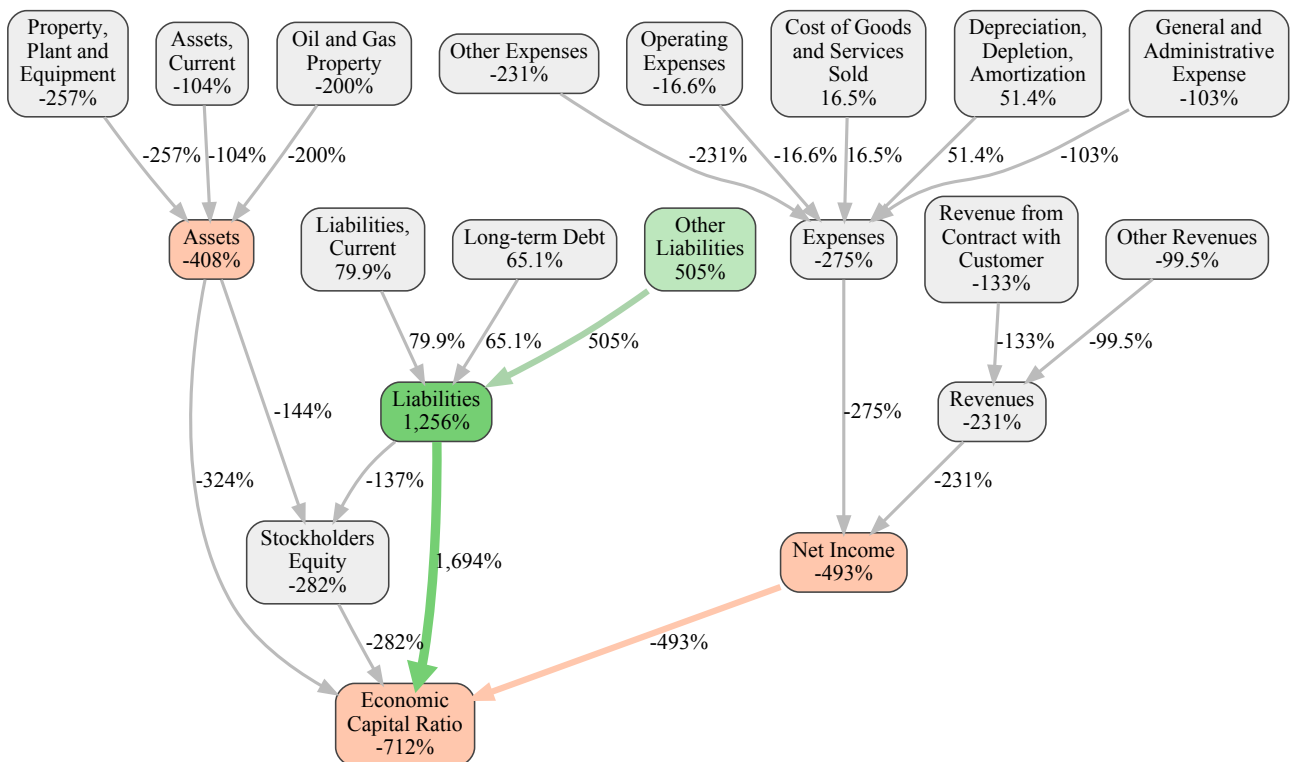 Property,
Plant and
Equipment
-257%
Assets,
Current
-104%
Oil and Gas
Property
-200%
Other Expenses
-231%
Operating
Expenses
-16.6%
Cost of Goods
and Services
Sold
16.5%
Depreciation,
Depletion,
Amortization
51.4%
General and
Administrative
Expense
-103%
-257%
-104%
-200%
-231%
-16.6%
16.5%
51.4%
-103%
Assets
-408%
Liabilities,
Current
79.9%
Long-term Debt
65.1%
Other
Liabilities
505%
Expenses
-275%
Revenue from
Contract with
Customer
-133%
Other Revenues
-99.5%
79.9%
65.1%
505%
-133%
-99.5%
-144%
Liabilities
1,256%
-275%
Revenues
-231%
-324%
-137%
-231%
Stockholders
Equity
-282%
1,694%
Net Income
-493%
-282%
-493%
Economic
Capital Ratio
-712%